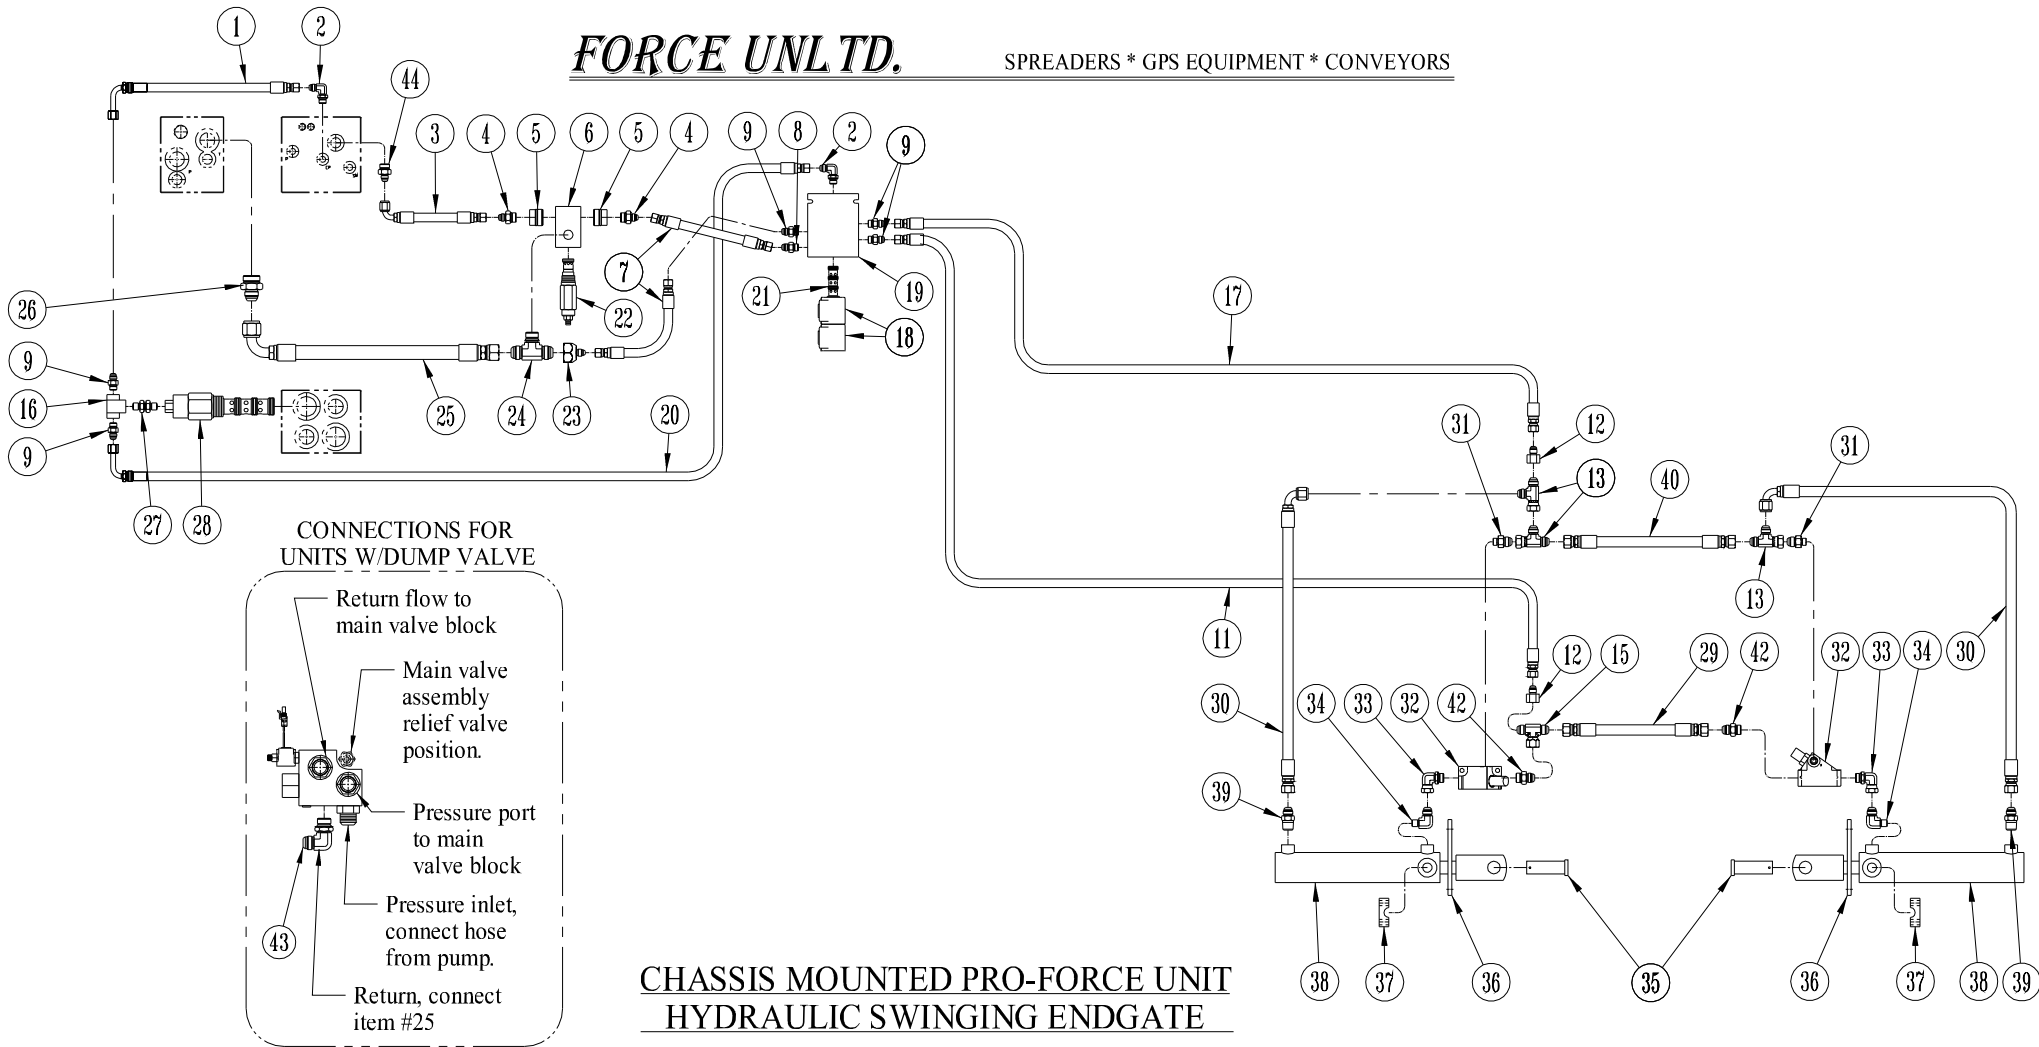 FORCE UNLTD.
SPREADERS * GPS EQUIPMENT * CONVEYORS
1
2
44
3
4
5
6
5
4
9
8
2
9
7
22
21
18
19
17
26
9
16
9
27
28
25
24
23
20
31
12
13
40
31
13
30
11
12
15
29
42
32
33
34
30
34
33
32
42
39
38
37
36
35
36
37
38
39
CONNECTIONS FOR
UNITS W/DUMP VALVE
Return flow to
main valve block
Main valve
assembly
relief valve
position.
Pressure port
to main
valve block
Pressure inlet,
connect hose
from pump.
43
Return, connect
item #25
CHASSIS MOUNTED PRO-FORCE UNIT
HYDRAULIC SWINGING ENDGATE